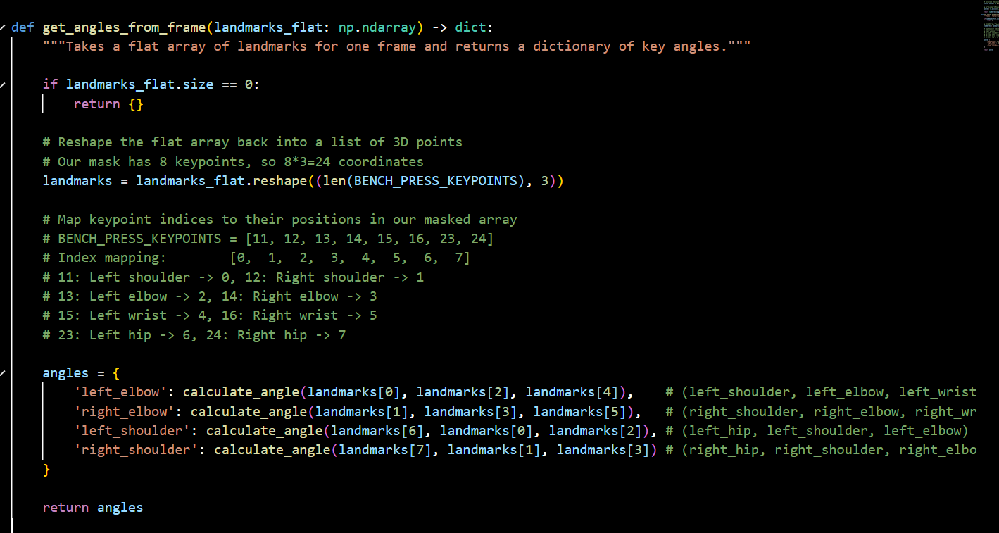 def get_angles_from_frame(landmarks_flat: np.ndarray) -> dict:
    """Takes a flat array of landmarks for one frame and returns a dictionary of key angles."""
    if landmarks_flat.size == 0:
        return {}
    # Reshape the flat array back into a list of 3D points
    # Our mask has 8 keypoints, so 8*3=24 coordinates
    landmarks = landmarks_flat.reshape((len(BENCH_PRESS_KEYPOINTS), 3))
    # Map keypoint indices to their positions in our masked array
    # BENCH_PRESS_KEYPOINTS = [11, 12, 13, 14, 15, 16, 23, 24]
    # Index mapping:        [0,  1,  2,  3,  4,  5,  6,  7]
    # 11: Left shoulder -> 0, 12: Right shoulder -> 1
    # 13: Left elbow -> 2, 14: Right elbow -> 3
    # 15: Left wrist -> 4, 16: Right wrist -> 5
    # 23: Left hip -> 6, 24: Right hip -> 7
    angles = {
        'left_elbow': calculate_angle(landmarks[0], landmarks[2], landmarks[4]),    # (left_shoulder, left_elbow, left_wrist
        'right_elbow': calculate_angle(landmarks[1], landmarks[3], landmarks[5]),   # (right_shoulder, right_elbow, right_wr
        'left_shoulder': calculate_angle(landmarks[6], landmarks[0], landmarks[2]), # (left_hip, left_shoulder, left_elbow)
        'right_shoulder': calculate_angle(landmarks[7], landmarks[1], landmarks[3]) # (right_hip, right_shoulder, right_elbo
    }
    return angles